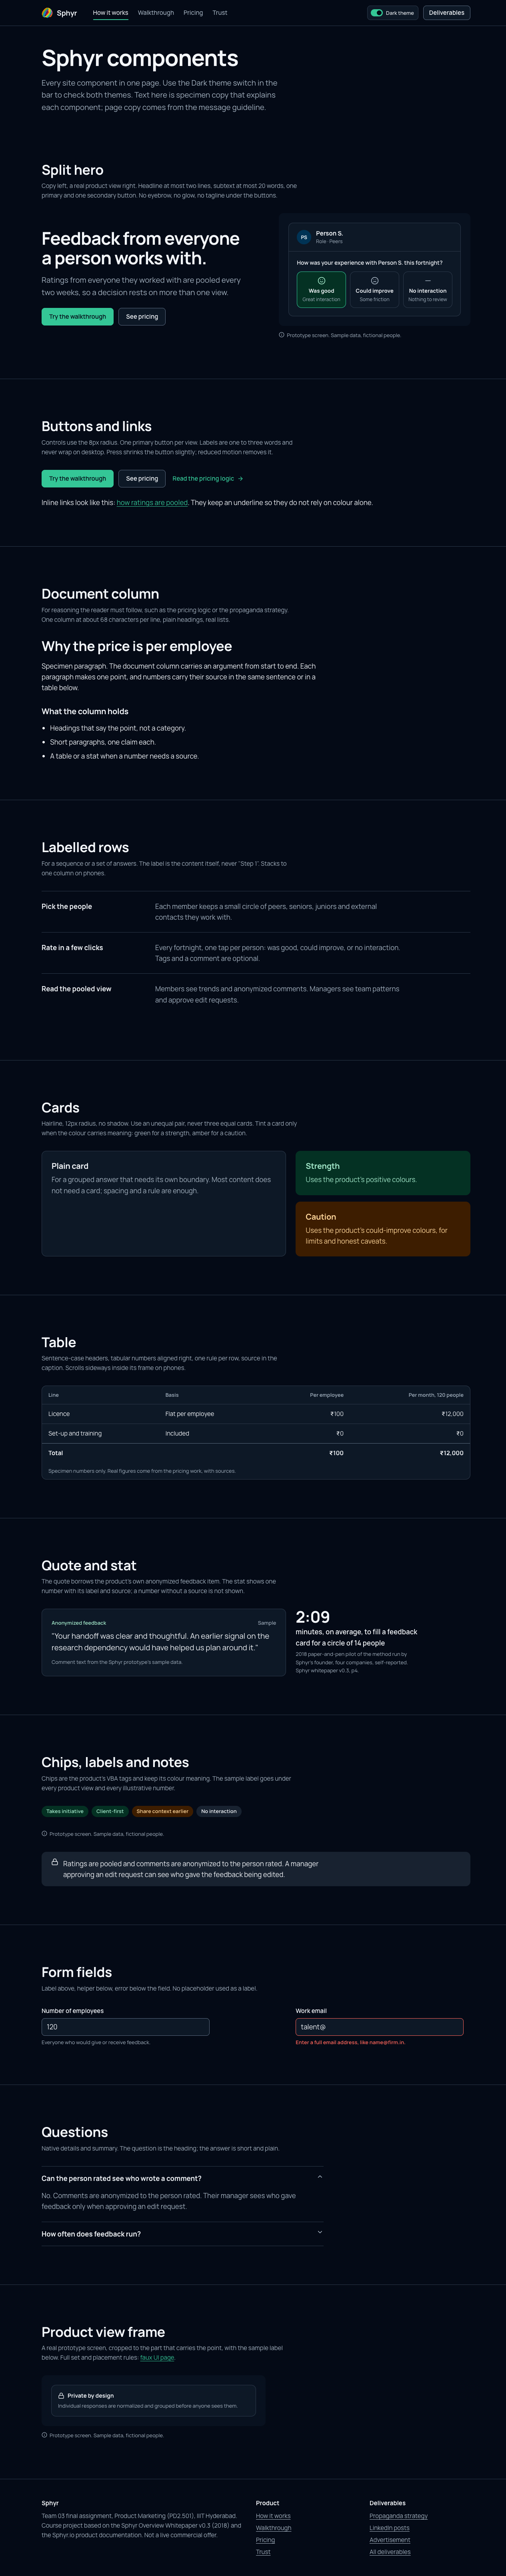 Sphyr
How it works
Walkthrough
Pricing
Trust
Dark theme
Deliverables
Sphyr components
Every site component in one page. Use the Dark theme switch in the
bar to check both themes. Text here is specimen copy that explains
each component; page copy comes from the message guideline.
Split hero
Copy left, a real product view right. Headline at most two lines, subtext at most 20 words, one
primary and one secondary button. No eyebrow, no glow, no tagline under the buttons.
Feedback from everyone
a person works with.
Ratings from everyone they worked with are pooled every
two weeks, so a decision rests on more than one view.
Try the walkthrough
See pricing
PS
Person S.
Role · Peers
How was your experience with Person S. this fortnight?
Was good
Great interaction
Could improve
Some friction
No interaction
Nothing to review
Prototype screen. Sample data, fictional people.
Buttons and links
Controls use the 8px radius. One primary button per view. Labels are one to three words and
never wrap on desktop. Press shrinks the button slightly; reduced motion removes it.
Try the walkthrough
See pricing
Read the pricing logic →
Inline links look like this: how ratings are pooled. They keep an underline so they do not rely on colour alone.
Document column
For reasoning the reader must follow, such as the pricing logic or the propaganda strategy.
One column at about 68 characters per line, plain headings, real lists.
Why the price is per employee
Specimen paragraph. The document column carries an argument from start to end. Each
paragraph makes one point, and numbers carry their source in the same sentence or in a
table below.
What the column holds
• Headings that say the point, not a category.
• Short paragraphs, one claim each.
• A table or a stat when a number needs a source.
Labelled rows
For a sequence or a set of answers. The label is the content itself, never "Step 1". Stacks to
one column on phones.
Pick the people
Each member keeps a small circle of peers, seniors, juniors and external
contacts they work with.
Rate in a few clicks
Every fortnight, one tap per person: was good, could improve, or no interaction.
Tags and a comment are optional.
Read the pooled view
Members see trends and anonymized comments. Managers see team patterns
and approve edit requests.
Cards
Hairline, 12px radius, no shadow. Use an unequal pair, never three equal cards. Tint a card only
when the colour carries meaning: green for a strength, amber for a caution.
Plain card
For a grouped answer that needs its own boundary. Most content does
not need a card; spacing and a rule are enough.
Strength
Uses the product's positive colours.
Caution
Uses the product's could-improve colours, for
limits and honest caveats.
Table
Sentence-case headers, tabular numbers aligned right, one rule per row, source in the
caption. Scrolls sideways inside its frame on phones.
Line Basis Per employee Per month, 120 people
Licence Flat per employee ₹100 ₹12,000
Set-up and training Included ₹0 ₹0
Total ₹100 ₹12,000
Specimen numbers only. Real figures come from the pricing work, with sources.
Quote and stat
The quote borrows the product's own anonymized feedback item. The stat shows one
number with its label and source; a number without a source is not shown.
Anonymized feedback
Sample
"Your handoff was clear and thoughtful. An earlier signal on the
research dependency would have helped us plan around it."
Comment text from the Sphyr prototype's sample data.
2:09
minutes, on average, to fill a feedback
card for a circle of 14 people
2018 paper-and-pen pilot of the method run by
Sphyr's founder, four companies, self-reported.
Sphyr whitepaper v0.3, p4.
Chips, labels and notes
Chips are the product's VBA tags and keep its colour meaning. The sample label goes under
every product view and every illustrative number.
Takes initiative
Client-first
Share context earlier
No interaction
Prototype screen. Sample data, fictional people.
Ratings are pooled and comments are anonymized to the person rated. A manager
approving an edit request can see who gave the feedback being edited.
Form fields
Label above, helper below, error below the field. No placeholder used as a label.
Number of employees
120
Everyone who would give or receive feedback.
Work email
talent@
Enter a full email address, like name@firm.in.
Questions
Native details and summary. The question is the heading; the answer is short and plain.
Can the person rated see who wrote a comment?
No. Comments are anonymized to the person rated. Their manager sees who gave
feedback only when approving an edit request.
How often does feedback run?
Product view frame
A real prototype screen, cropped to the part that carries the point, with the sample label
below. Full set and placement rules: faux UI page.
Private by design
Individual responses are normalized and grouped before anyone sees them.
Prototype screen. Sample data, fictional people.
Sphyr
Team 03 final assignment, Product Marketing (PD2 501), IIIT Hyderabad.
Course project based on the Sphyr Overview Whitepaper v0.3 (2018) and
the Sphyr.io product documentation. Not a live commercial offer.
Product
How it works
Walkthrough
Pricing
Trust
Deliverables
Propaganda strategy
LinkedIn posts
Advertisement
All deliverables